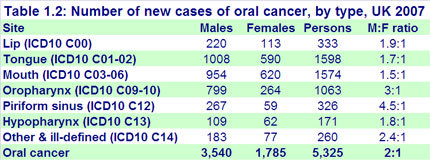 Table 1.2: Number of new cases of oral cancer, by type, UK 2007
Site Males Females Persons M:F ratio
Lip (ICD10 C00) 220 113 333 1.9:1
Tongue (ICD10 C01-02) 1008 590 1598 1.7:1
Mouth (ICD10 C03-06) 954 620 1574 1.5:1
Oropharynx (ICD10 C09-10) 799 264 1063 3:1
Piriform sinus (ICD10 C12) 267 59 326 4.5:1
Hypopharynx (ICD10 C13) 109 62 171 1.8:1
Other & ill-defined (ICD10 C14) 183 77 260 2.4:1
Oral cancer 3,540 1,785 5,325 2:1